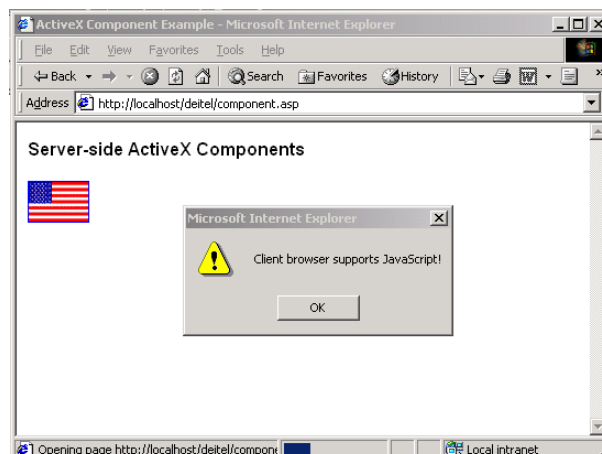 ActiveX Component Example - Microsoft Internet Explorer
File Edit View Favorites Tools Help
Back Search Favorites History »
Address http://localhost/deitel/component.asp
Server-side ActiveX Components
Microsoft Internet Explorer
Client browser supports JavaScript!
OK
Opening page http://localhost/deitel/compone Local intranet